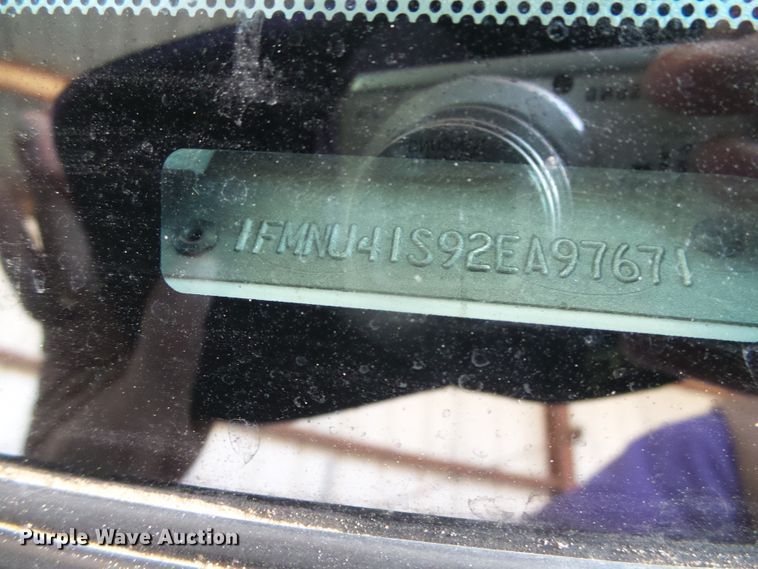 1FMNU41S92EA97671
Purple Wave Auction